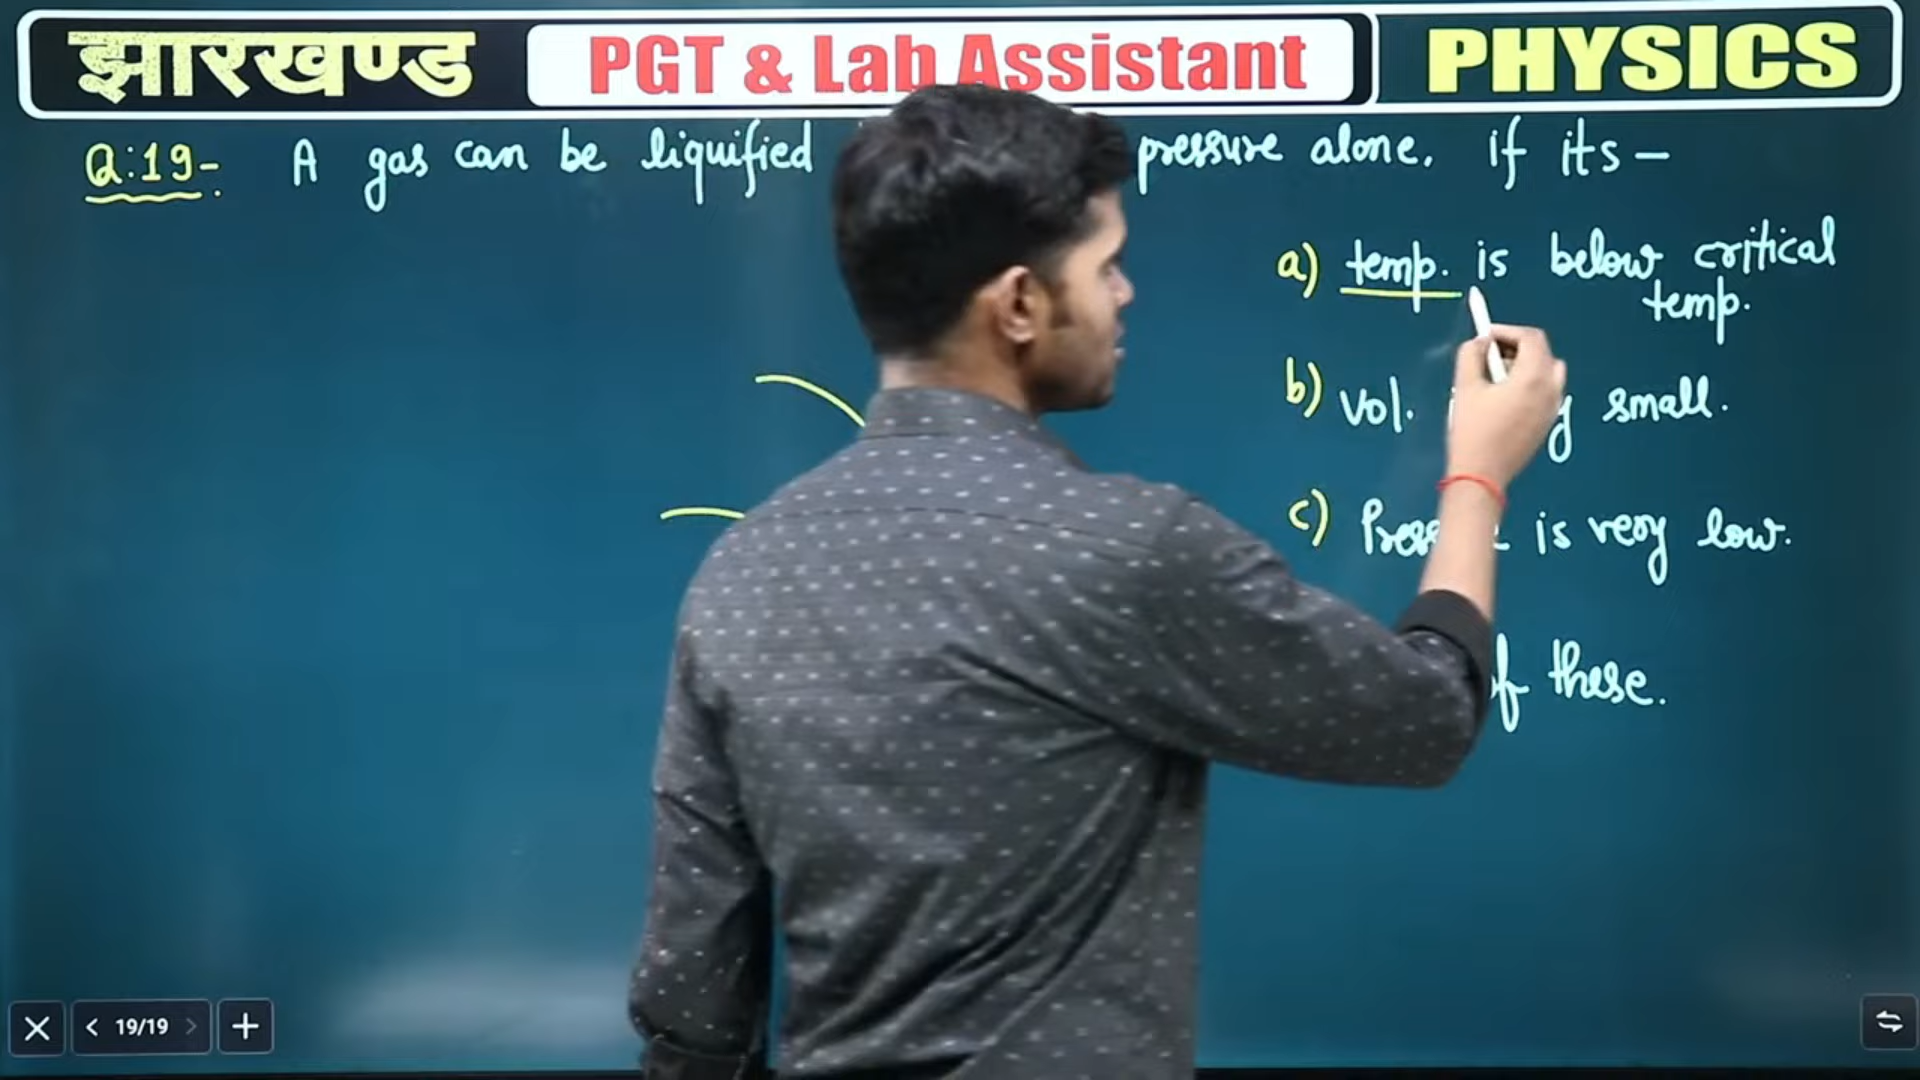 झारखण्ड PGT & Lab Assistant PHYSICS
Q:19- A gas can be liquified pressure alone. if its -
a) temp. is below critical
temp.
b) vol. small.
c) is very low.
of these.
19/19